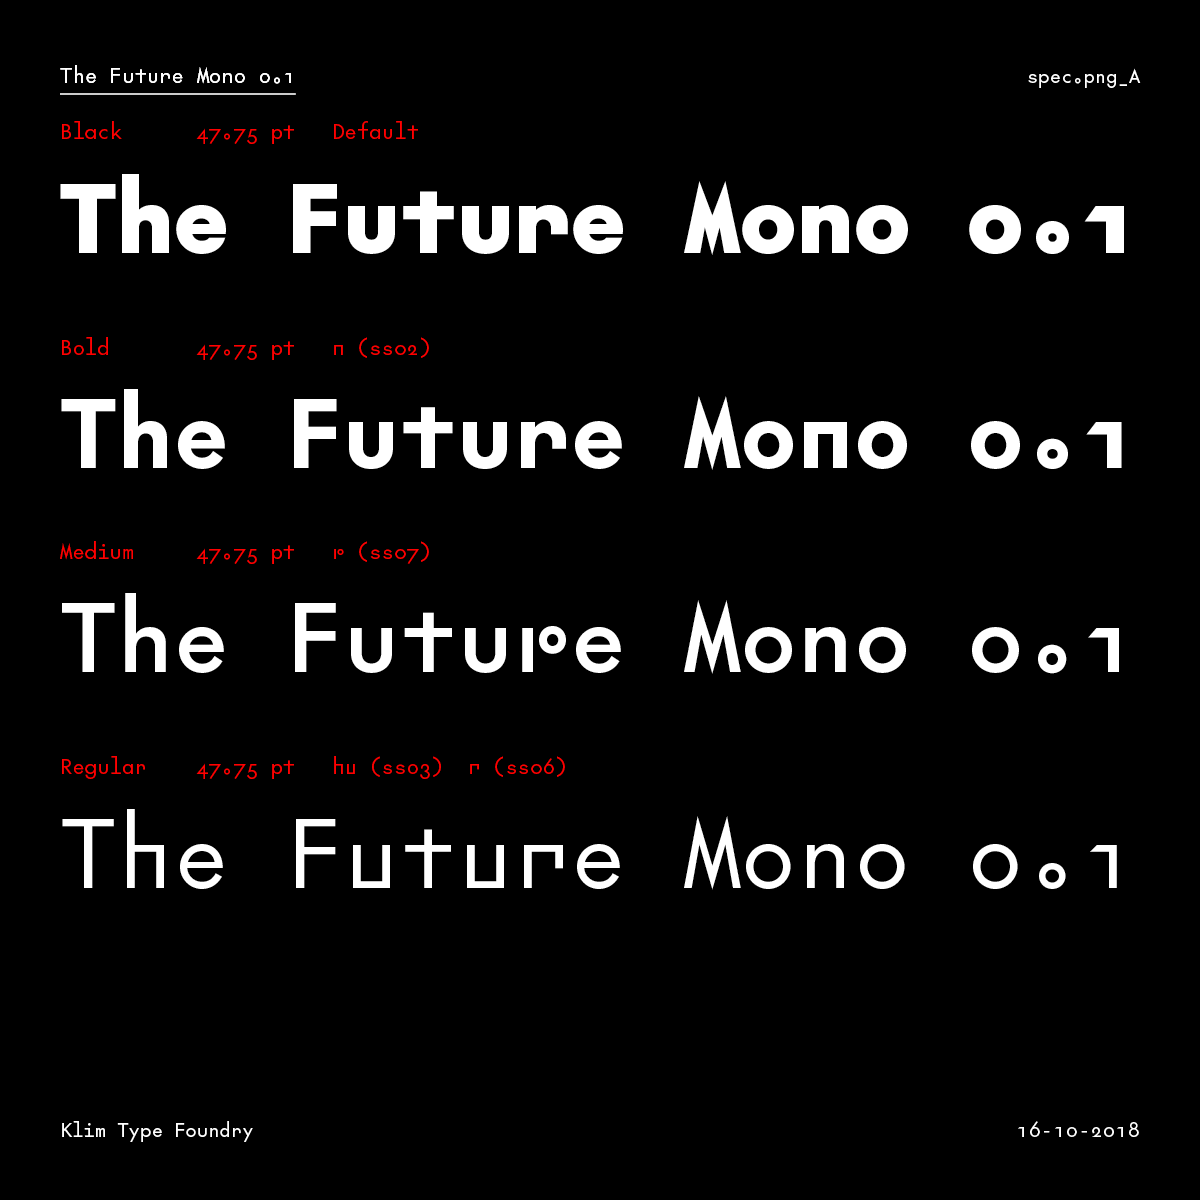 The Future Mono 0.1 spec.png_A
Black 47.75 pt Default
The Future Mono 0.1
Bold 47.75 pt n (ss02)
The Future Mono 0.1
Medium 47.75 pt r (ss07)
The Future Mono 0.1
Regular 47.75 pt hu (ss03) r (ss06)
The Future Mono 0.1
Klim Type Foundry 16-10-2018